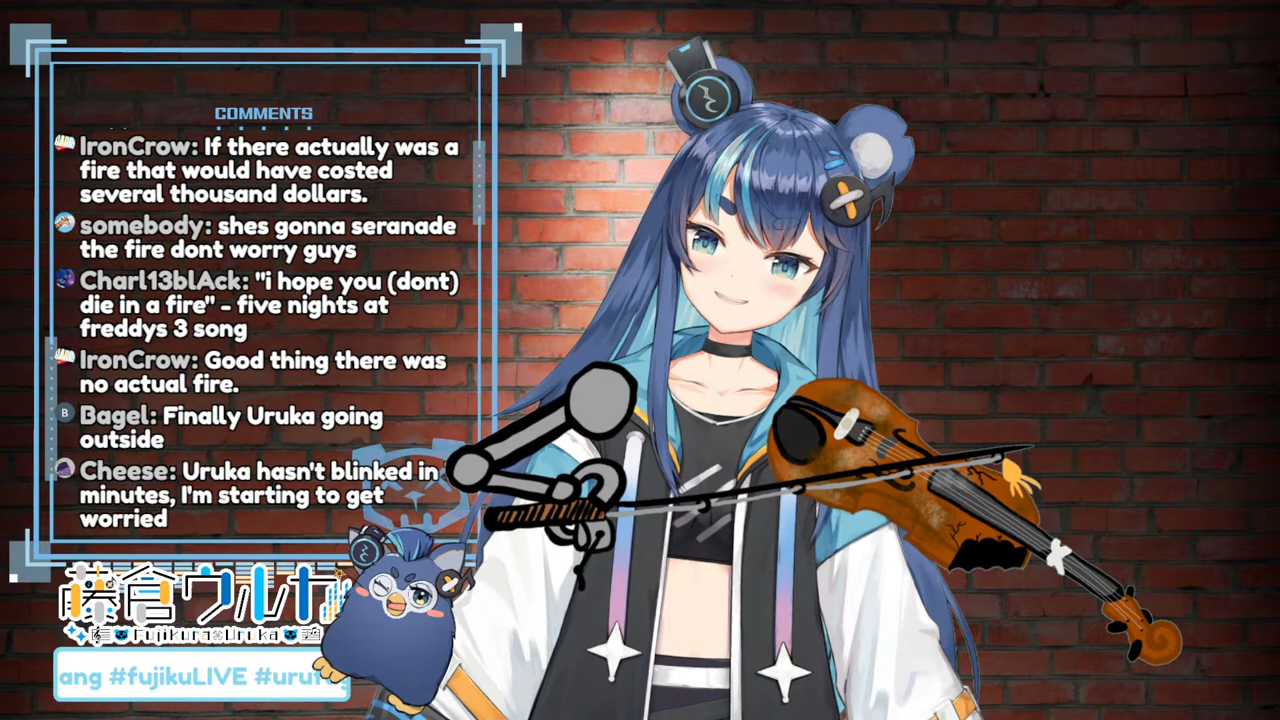 COMMENTS
IronCrow: If there actually was a
fire that would have costed
several thousand dollars.
somebody: shes gonna seranade
the fire dont worry guys
Charl13blAck: "i hope you (dont)
die in a fire" - five nights at
freddys 3 song
IronCrow: Good thing there was
no actual fire.
B Bagel: Finally Uruka going
outside
Cheese: Uruka hasn't blinked in
minutes, I'm starting to get
worried
藤倉ウルカ
Fujikura Uruka
ang #fujikuLIVE #uruf